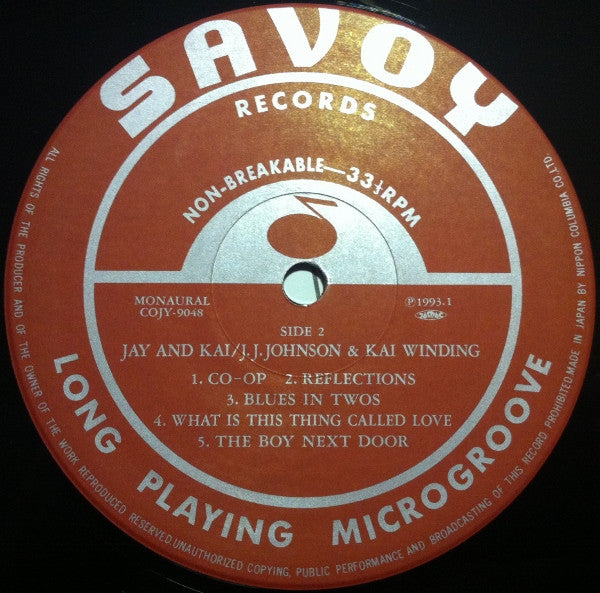 SAVOY
RECORDS
NON-BREAKABLE—33⅓RPM
MONAURAL
COJY-9048
Ⓟ1993.1
SIDE 2
JAY AND KAI/J.J.JOHNSON & KAI WINDING
1. CO-OP 2. REFLECTIONS
3. BLUES IN TWOS
4. WHAT IS THIS THING CALLED LOVE
5. THE BOY NEXT DOOR
LONG PLAYING MICROGROOVE
ALL RIGHTS OF THE PRODUCER AND OF THE OWNER OF THE WORK REPRODUCED RESERVED.UNAUTHORIZED COPYING, PUBLIC PERFORMANCE AND BROADCASTING OF THIS RECORD PROHIBITED.MADE IN JAPAN BY NIPPON COLUMBIA CO.LTD